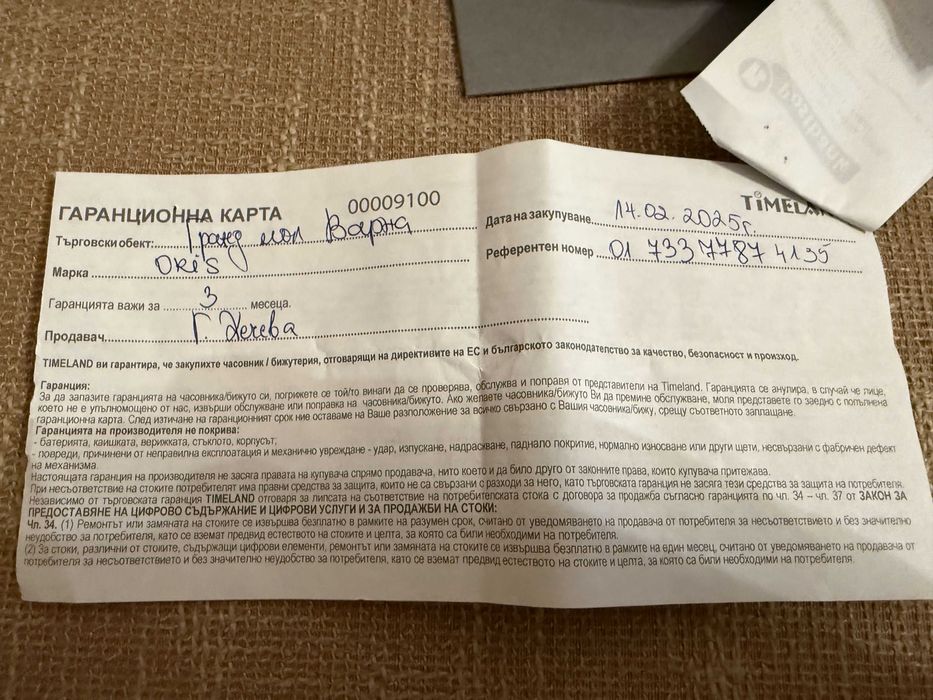 ГАРАНЦИОННА КАРТА 00009100 TIMELAN
Търговски обект: Гранд мол Варна Дата на закупуване 14.02.2025г.
Марка ORIS Референтен номер 01 733 7787 4135
Гаранцията важи за 3 месеца.
Продавач Г
TIMELAND ви гарантира, че закупихте часовник / бижутерия, отговарящ на директивите на ЕС и българското законодателство за качество, безопасност и произход.
Гаранция:
За да запазите гаранцията на часовника/бижуто си, погрижете се той/то винаги да се проверява, обслужва и поправя от представители на Timeland. Гаранцията се анулира, в случай че лице,
което не е упълномощено от нас, извърши обслужване или поправка на часовника/бижуто. Ако желаете часовника/бижуто Ви да премине обслужване, моля представете го заедно с попълнена
гаранционна карта. След изтичане на гаранционният срок ние оставаме на Ваше разположение за всичко свързано с Вашия часовника/бижу, срещу съответното заплащане.
Гаранцията на производителя не покрива:
- батерията, каишката, верижката, стъклото, корпусът;
- повреди, причинени от неправилна експлоатация и механично увреждане - удар, изпускане, надраскване, паднало покритие, нормално износване или други щети, несвързани с фабричен дефект
на механизма.
Настоящата гаранция на производителя не засяга правата на купувача спрямо продавача, нито което и да било друго от законните права, които купувача притежава.
При несъответствие на стоките потребителят има правни средства за защита, които не са свързани с разходи за него, като търговската гаранция не засяга тези средства за защита на потребителя.
Независимо от търговската гаранция TIMELAND отговаря за липсата на съответствие на потребителската стока с договора за продажба съгласно гаранцията по чл. 34 – чл. 37 от ЗАКОН ЗА
ПРЕДОСТАВЯНЕ НА ЦИФРОВО СЪДЪРЖАНИЕ И ЦИФРОВИ УСЛУГИ И ЗА ПРОДАЖБИ НА СТОКИ:
Чл. 34. (1) Ремонтът или замяната на стоките се извършва безплатно в рамките на разумен срок, считано от уведомяването на продавача от потребителя за несъответствието и без значително
неудобство за потребителя, като се вземат предвид естеството на стоките и целта, за която са били необходими на потребителя.
(2) За стоки, различни от стоките, съдържащи цифрови елементи, ремонтът или замяната на стоките се извършва безплатно в рамките на един месец, считано от уведомяването на продавача от
потребителя за несъответствието и без значително неудобство за потребителя, като се вземат предвид естеството на стоките и целта, за която са били необходими на потребителя.